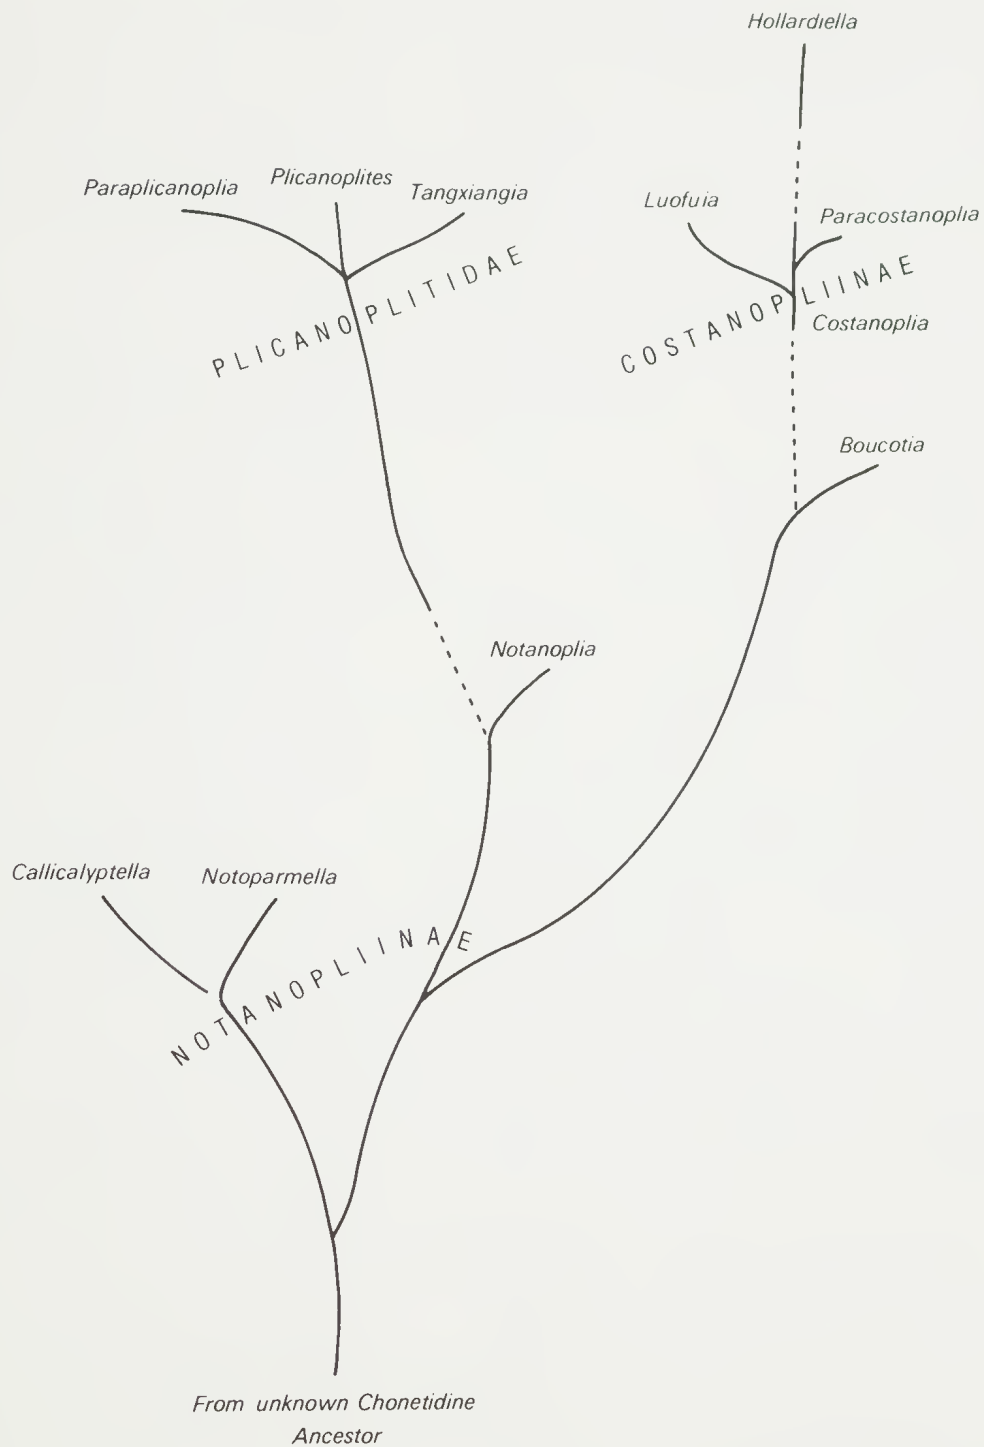 Hollardiella
Plicanoplites
Paraplicanoplia
Tangxiangia
Luofuia
Paracostanoplia
PLICANOPLITIDAE
COSTANOPLIINAE
Costanoplia
Boucotia
Notanoplia
Callicalyptella
Notoparmella
NOTANOPLIINAE
From unknown Chonetidine
Ancestor